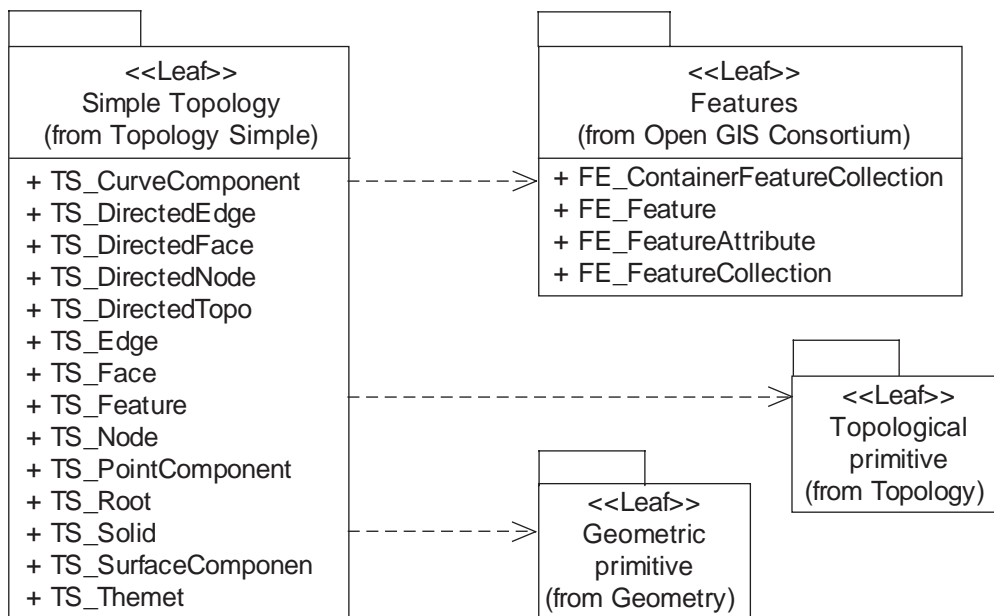 <<Leaf>>
Simple Topology
(from Topology Simple)
+ TS_CurveComponent
+ TS_DirectedEdge
+ TS_DirectedFace
+ TS_DirectedNode
+ TS_DirectedTopo
+ TS_Edge
+ TS_Face
+ TS_Feature
+ TS_Node
+ TS_PointComponent
+ TS_Root
+ TS_Solid
+ TS_SurfaceComponen
+ TS_Themet
<<Leaf>>
Features
(from Open GIS Consortium)
+ FE_ContainerFeatureCollection
+ FE_Feature
+ FE_FeatureAttribute
+ FE_FeatureCollection
<<Leaf>>
Topological
primitive
(from Topology)
<<Leaf>>
Geometric
primitive
(from Geometry)